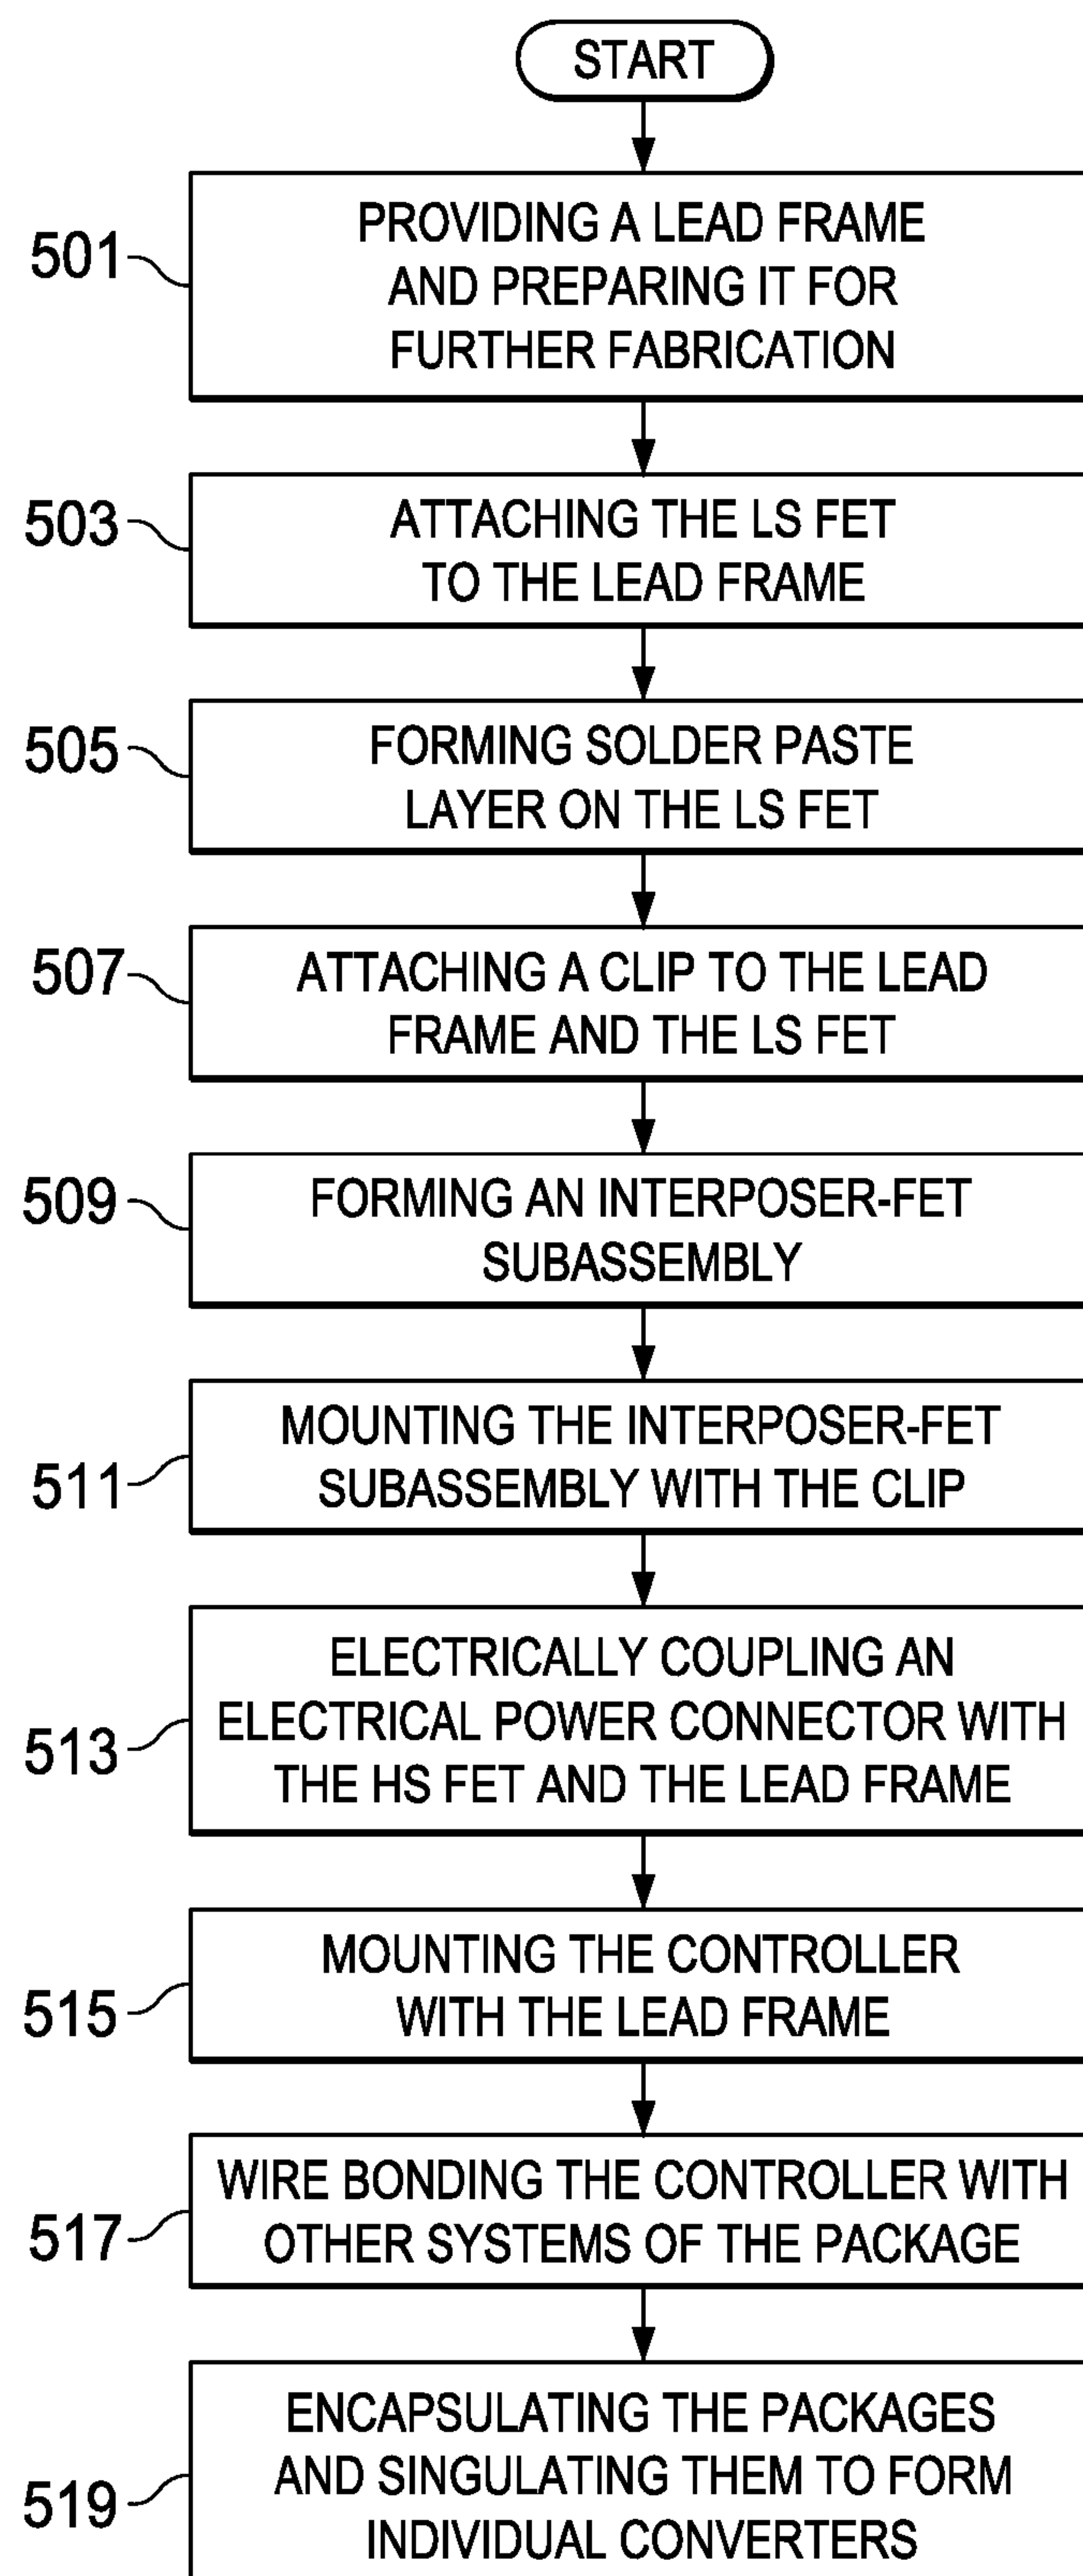 START
501
PROVIDING A LEAD FRAME
AND PREPARING IT FOR
FURTHER FABRICATION
503
ATTACHING THE LS FET
TO THE LEAD FRAME
505
FORMING SOLDER PASTE
LAYER ON THE LS FET
507
ATTACHING A CLIP TO THE LEAD
FRAME AND THE LS FET
509
FORMING AN INTERPOSER-FET
SUBASSEMBLY
511
MOUNTING THE INTERPOSER-FET
SUBASSEMBLY WITH THE CLIP
513
ELECTRICALLY COUPLING AN
ELECTRICAL POWER CONNECTOR WITH
THE HS FET AND THE LEAD FRAME
515
MOUNTING THE CONTROLLER
WITH THE LEAD FRAME
517
WIRE BONDING THE CONTROLLER WITH
OTHER SYSTEMS OF THE PACKAGE
519
ENCAPSULATING THE PACKAGES
AND SINGULATING THEM TO FORM
INDIVIDUAL CONVERTERS